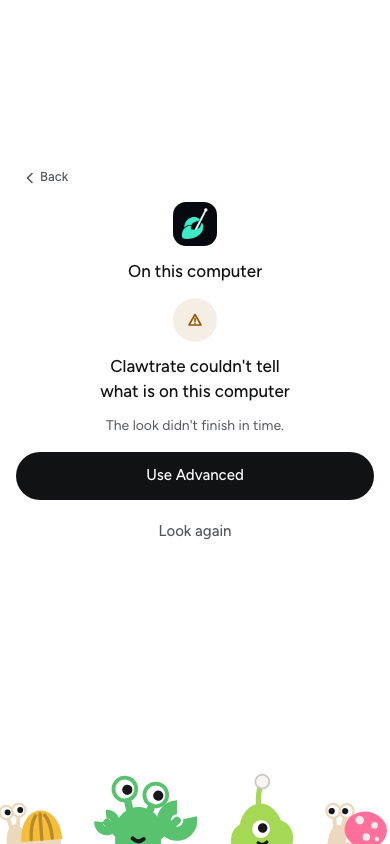 Back
On this computer
Clawtrate couldn't tell
what is on this computer
The look didn't finish in time.
Use Advanced
Look again